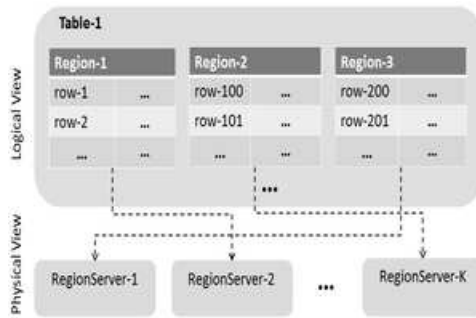 Table-1
Logical View
Region-1
row-1 ...
row-2 ...
... ...
Region-2
row-100 ...
row-101 ...
... ...
Region-3
row-200 ...
row-201 ...
... ...
...
Physical View
RegionServer-1
RegionServer-2
...
RegionServer-K